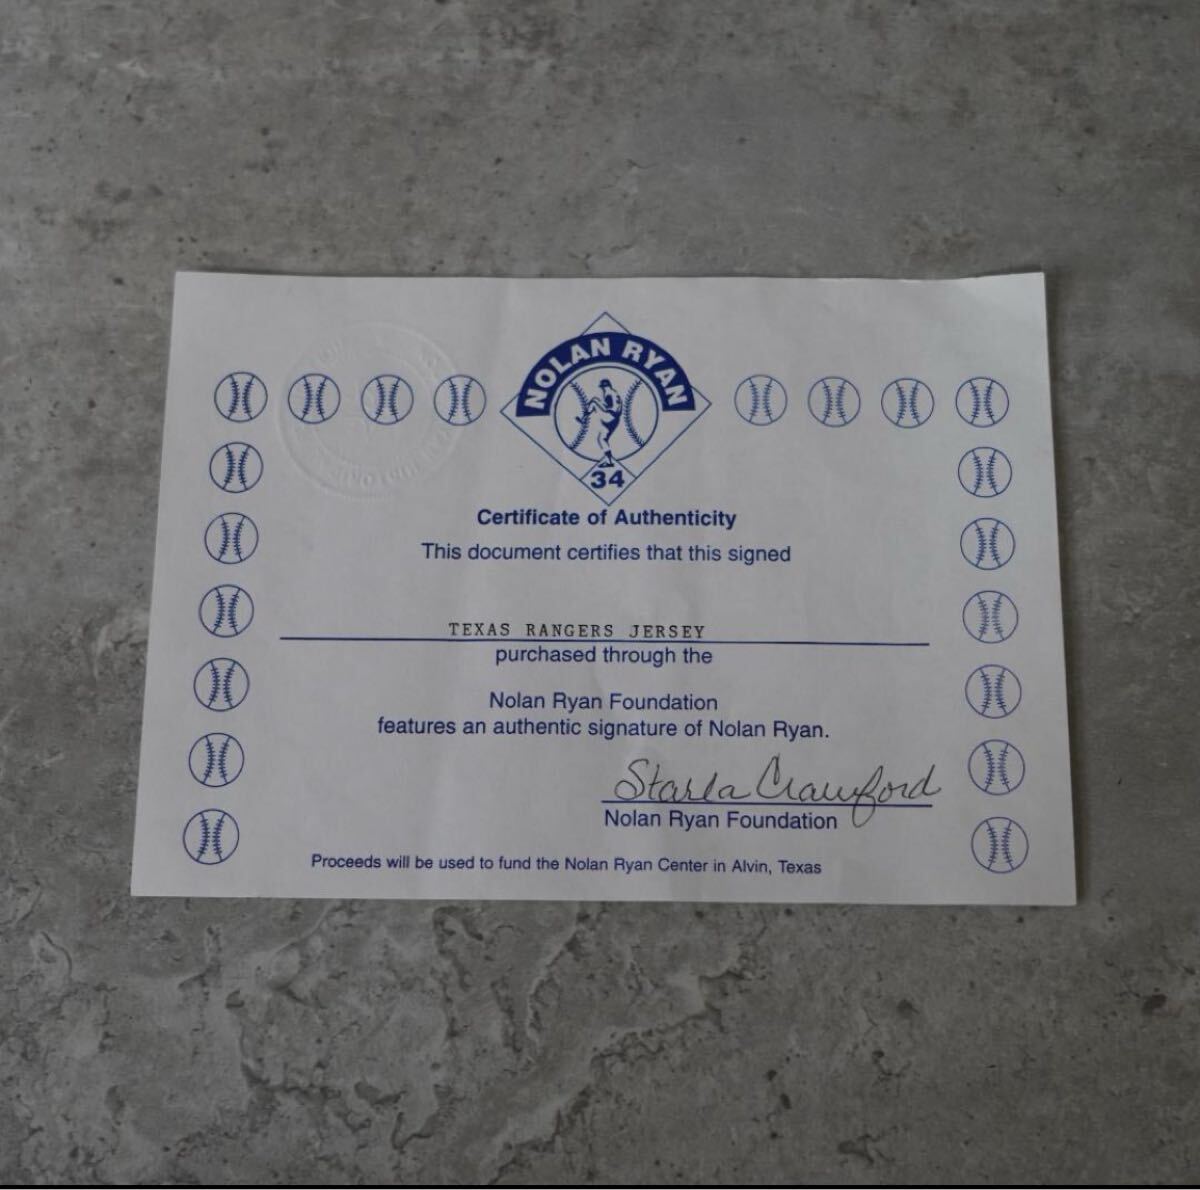 NOLAN RYAN
34
Certificate of Authenticity
This document certifies that this signed
TEXAS RANGERS JERSEY
purchased through the
Nolan Ryan Foundation
features an authentic signature of Nolan Ryan.
Starla Crawford
Nolan Ryan Foundation
Proceeds will be used to fund the Nolan Ryan Center in Alvin, Texas